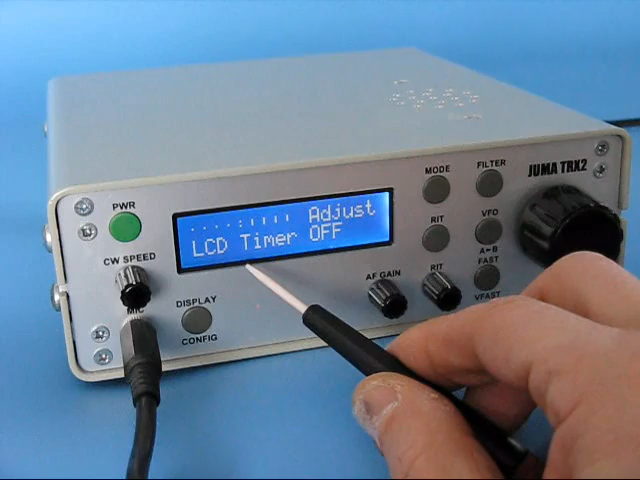 JUMA TRX2
MODE
FILTER
PWR
Adjust
LCD Timer OFF
RIT
VFO
A►B
CW SPEED
FAST
AF GAIN
RIT
VFAST
MIC
DISPLAY
CONFIG